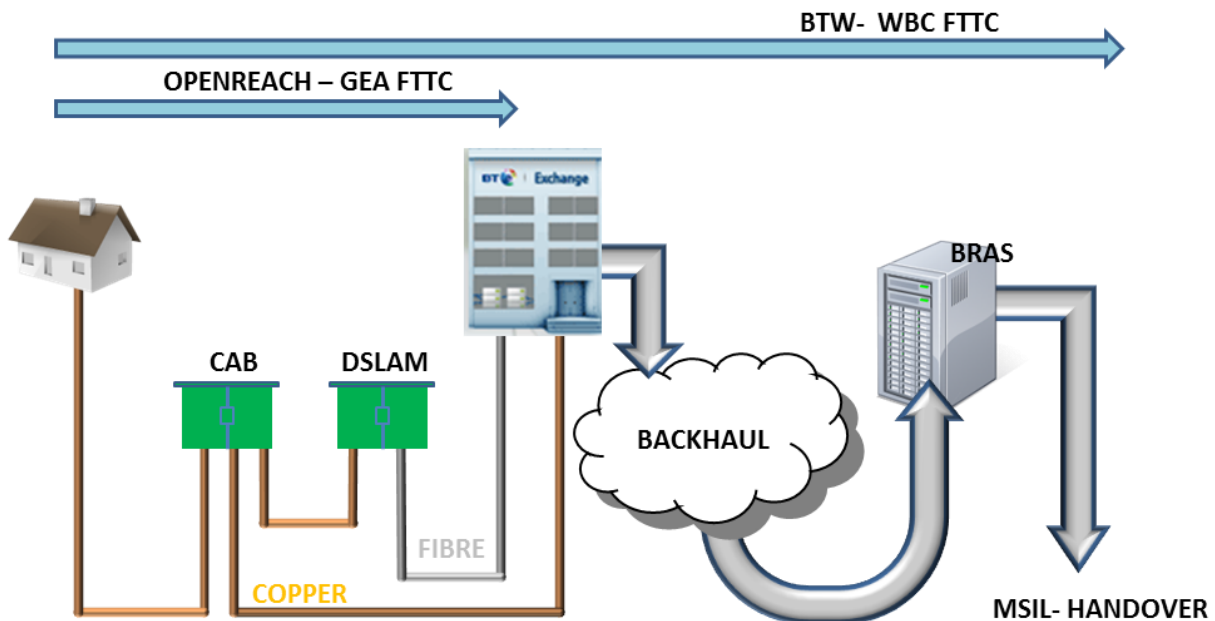 BTW- WBC FTTC
OPENREACH – GEA FTTC
BT Exchange
BRAS
CAB
DSLAM
BACKHAUL
FIBRE
COPPER
MSIL- HANDOVER